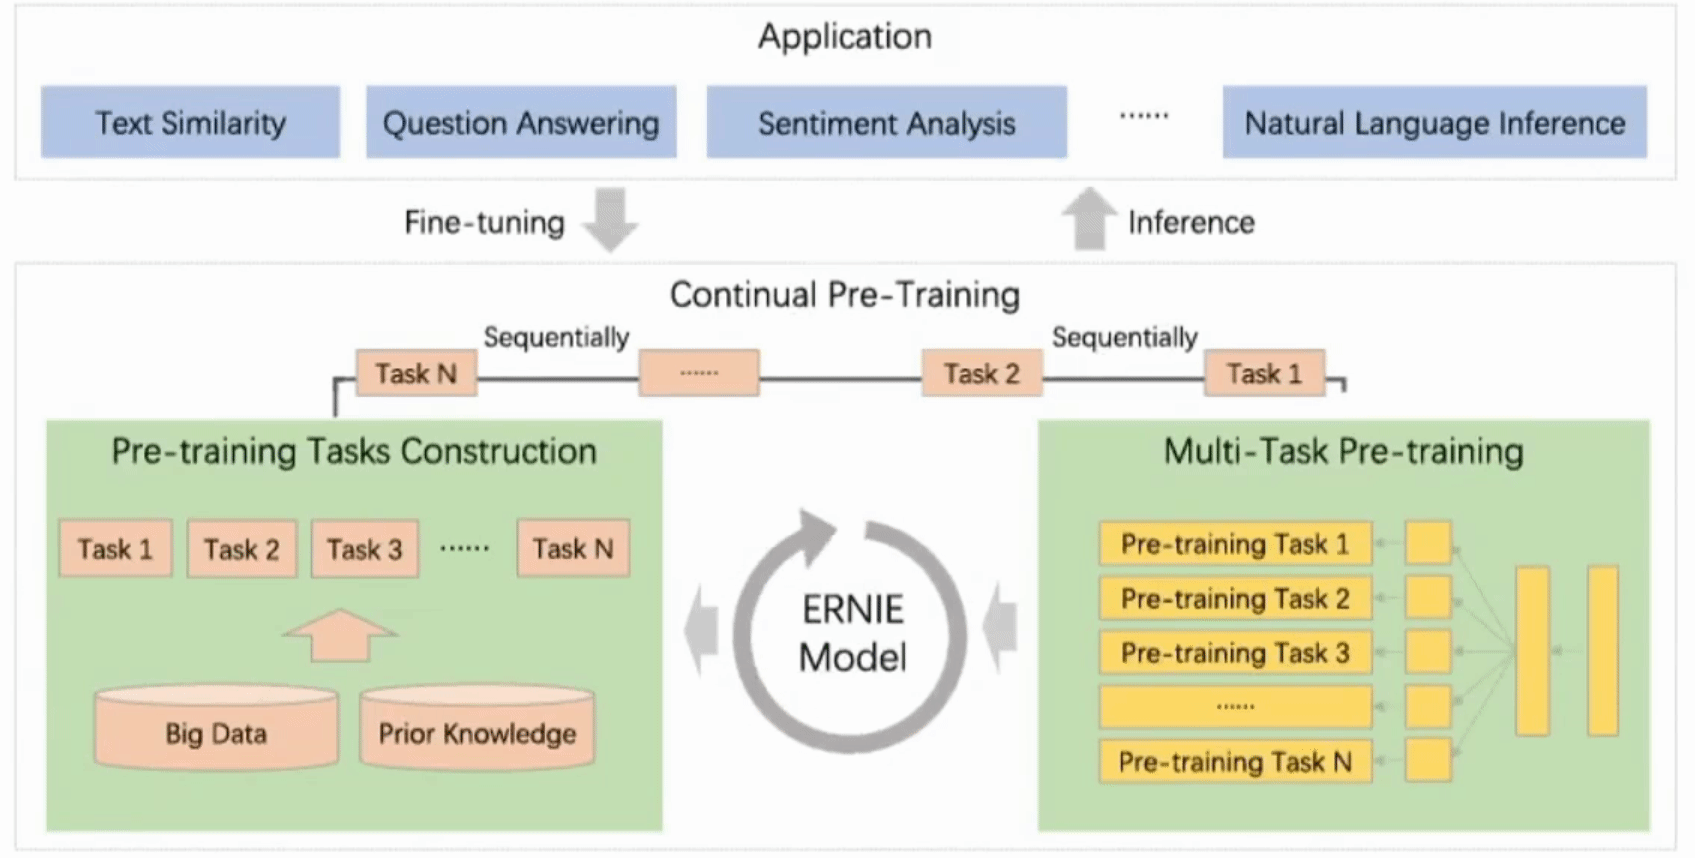 Application
Text Similarity
Question Answering
Sentiment Analysis
......
Natural Language Inference
Fine-tuning
Inference
Continual Pre-Training
Sequentially
Sequentially
Task N
......
Task 2
Task 1
Pre-training Tasks Construction
Task 1
Task 2
Task 3
......
Task N
Big Data
Prior Knowledge
ERNIE
Model
Multi-Task Pre-training
Pre-training Task 1
Pre-training Task 2
Pre-training Task 3
......
Pre-training Task N